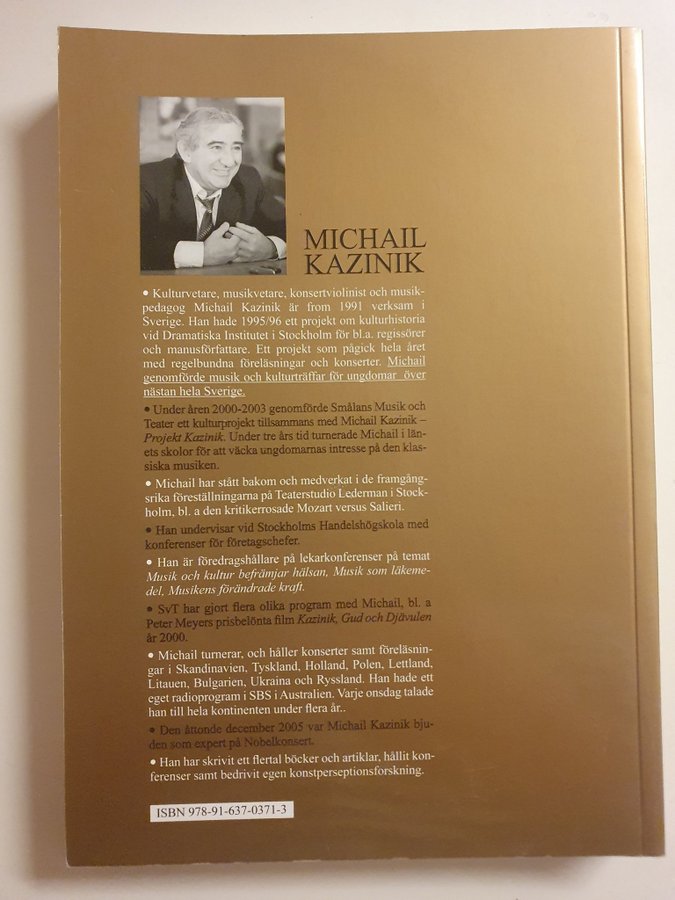 MICHAIL
KAZINIK
• Kulturvetare, musikvetare, konsertviolinist och musik-
pedagog Michail Kazinik är from 1991 verksam i
Sverige. Han hade 1995/96 ett projekt om kulturhistoria
vid Dramatiska Institutet i Stockholm för bl.a. regissörer
och manusförfattare. Ett projekt som pågick hela året
med regelbundna föreläsningar och konserter. Michail
genomförde musik och kulturträffar för ungdomar över
nästan hela Sverige.
• Under åren 2000-2003 genomförde Smålans Musik och
Teater ett kulturprojekt tillsammans med Michail Kazinik –
Projekt Kazinik. Under tre års tid turnerade Michail i län-
ets skolor för att väcka ungdomarnas intresse på den klas-
siska musiken.
• Michail har stått bakom och medverkat i de framgång-
srika föreställningarna på Teaterstudio Lederman i Stock-
holm, bl. a den kritikerrosade Mozart versus Salieri.
• Han undervisar vid Stockholms Handelshögskola med
konferenser för företagschefer.
• Han är föredragshållare på lekarkonferenser på temat
Musik och kultur befrämjar hälsan, Musik som läkeme-
del, Musikens förändrade kraft.
• SvT har gjort flera olika program med Michail, bl. a
Peter Meyers prisbelönta film Kazinik, Gud och Djävulen
år 2000.
• Michail turnerar, och håller konserter samt föreläsnin-
gar i Skandinavien, Tyskland, Holland, Polen, Lettland,
Litauen, Bulgarien, Ukraina och Ryssland. Han hade ett
eget radioprogram i SBS i Australien. Varje onsdag talade
han till hela kontinenten under flera år..
• Den åttonde december 2005 var Michail Kazinik bju-
den som expert på Nobelkonsert.
• Han har skrivit ett flertal böcker och artiklar, hållit kon-
ferenser samt bedrivit egen konstperseptionsforskning.
ISBN 978-91-637-0371-3